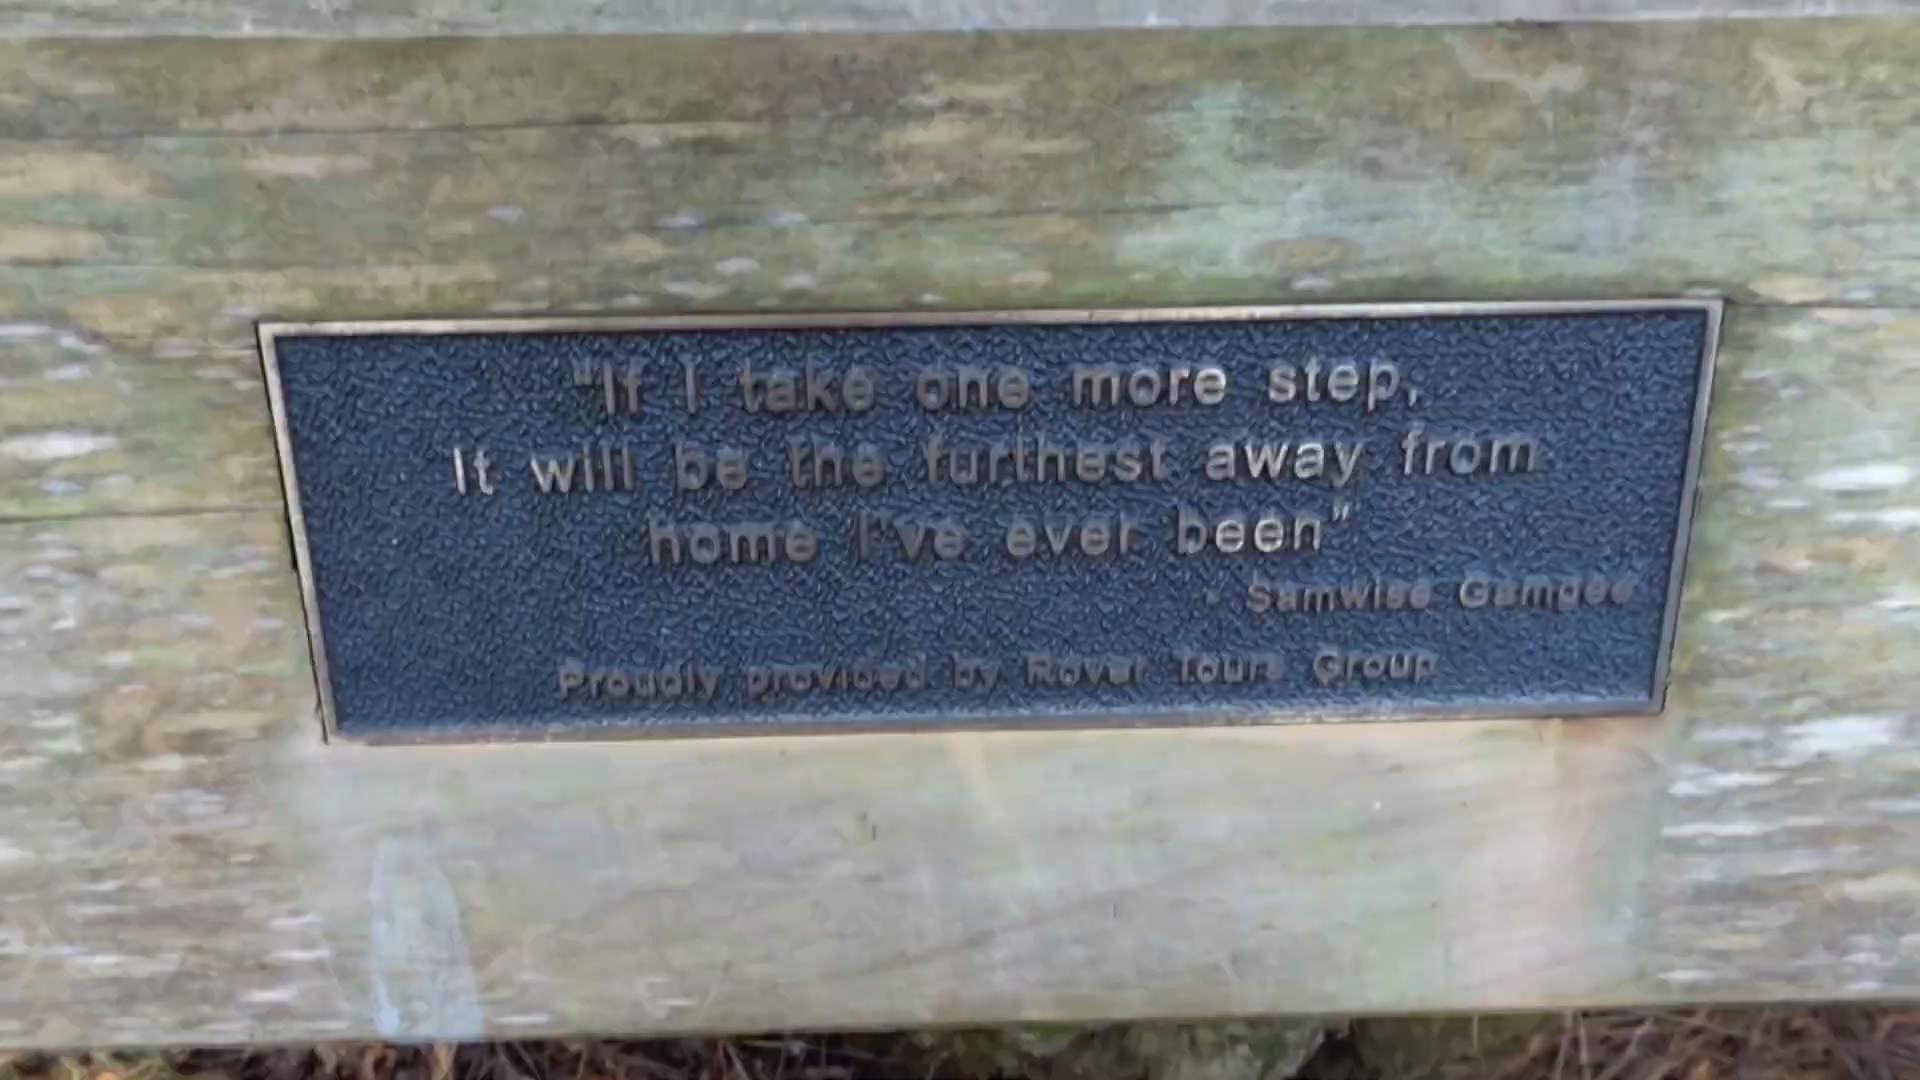 "If I take one more step,
It will be the furthest away from
home I've ever been"
- Samwise Gamgee
Proudly provided by Rover Tours Group